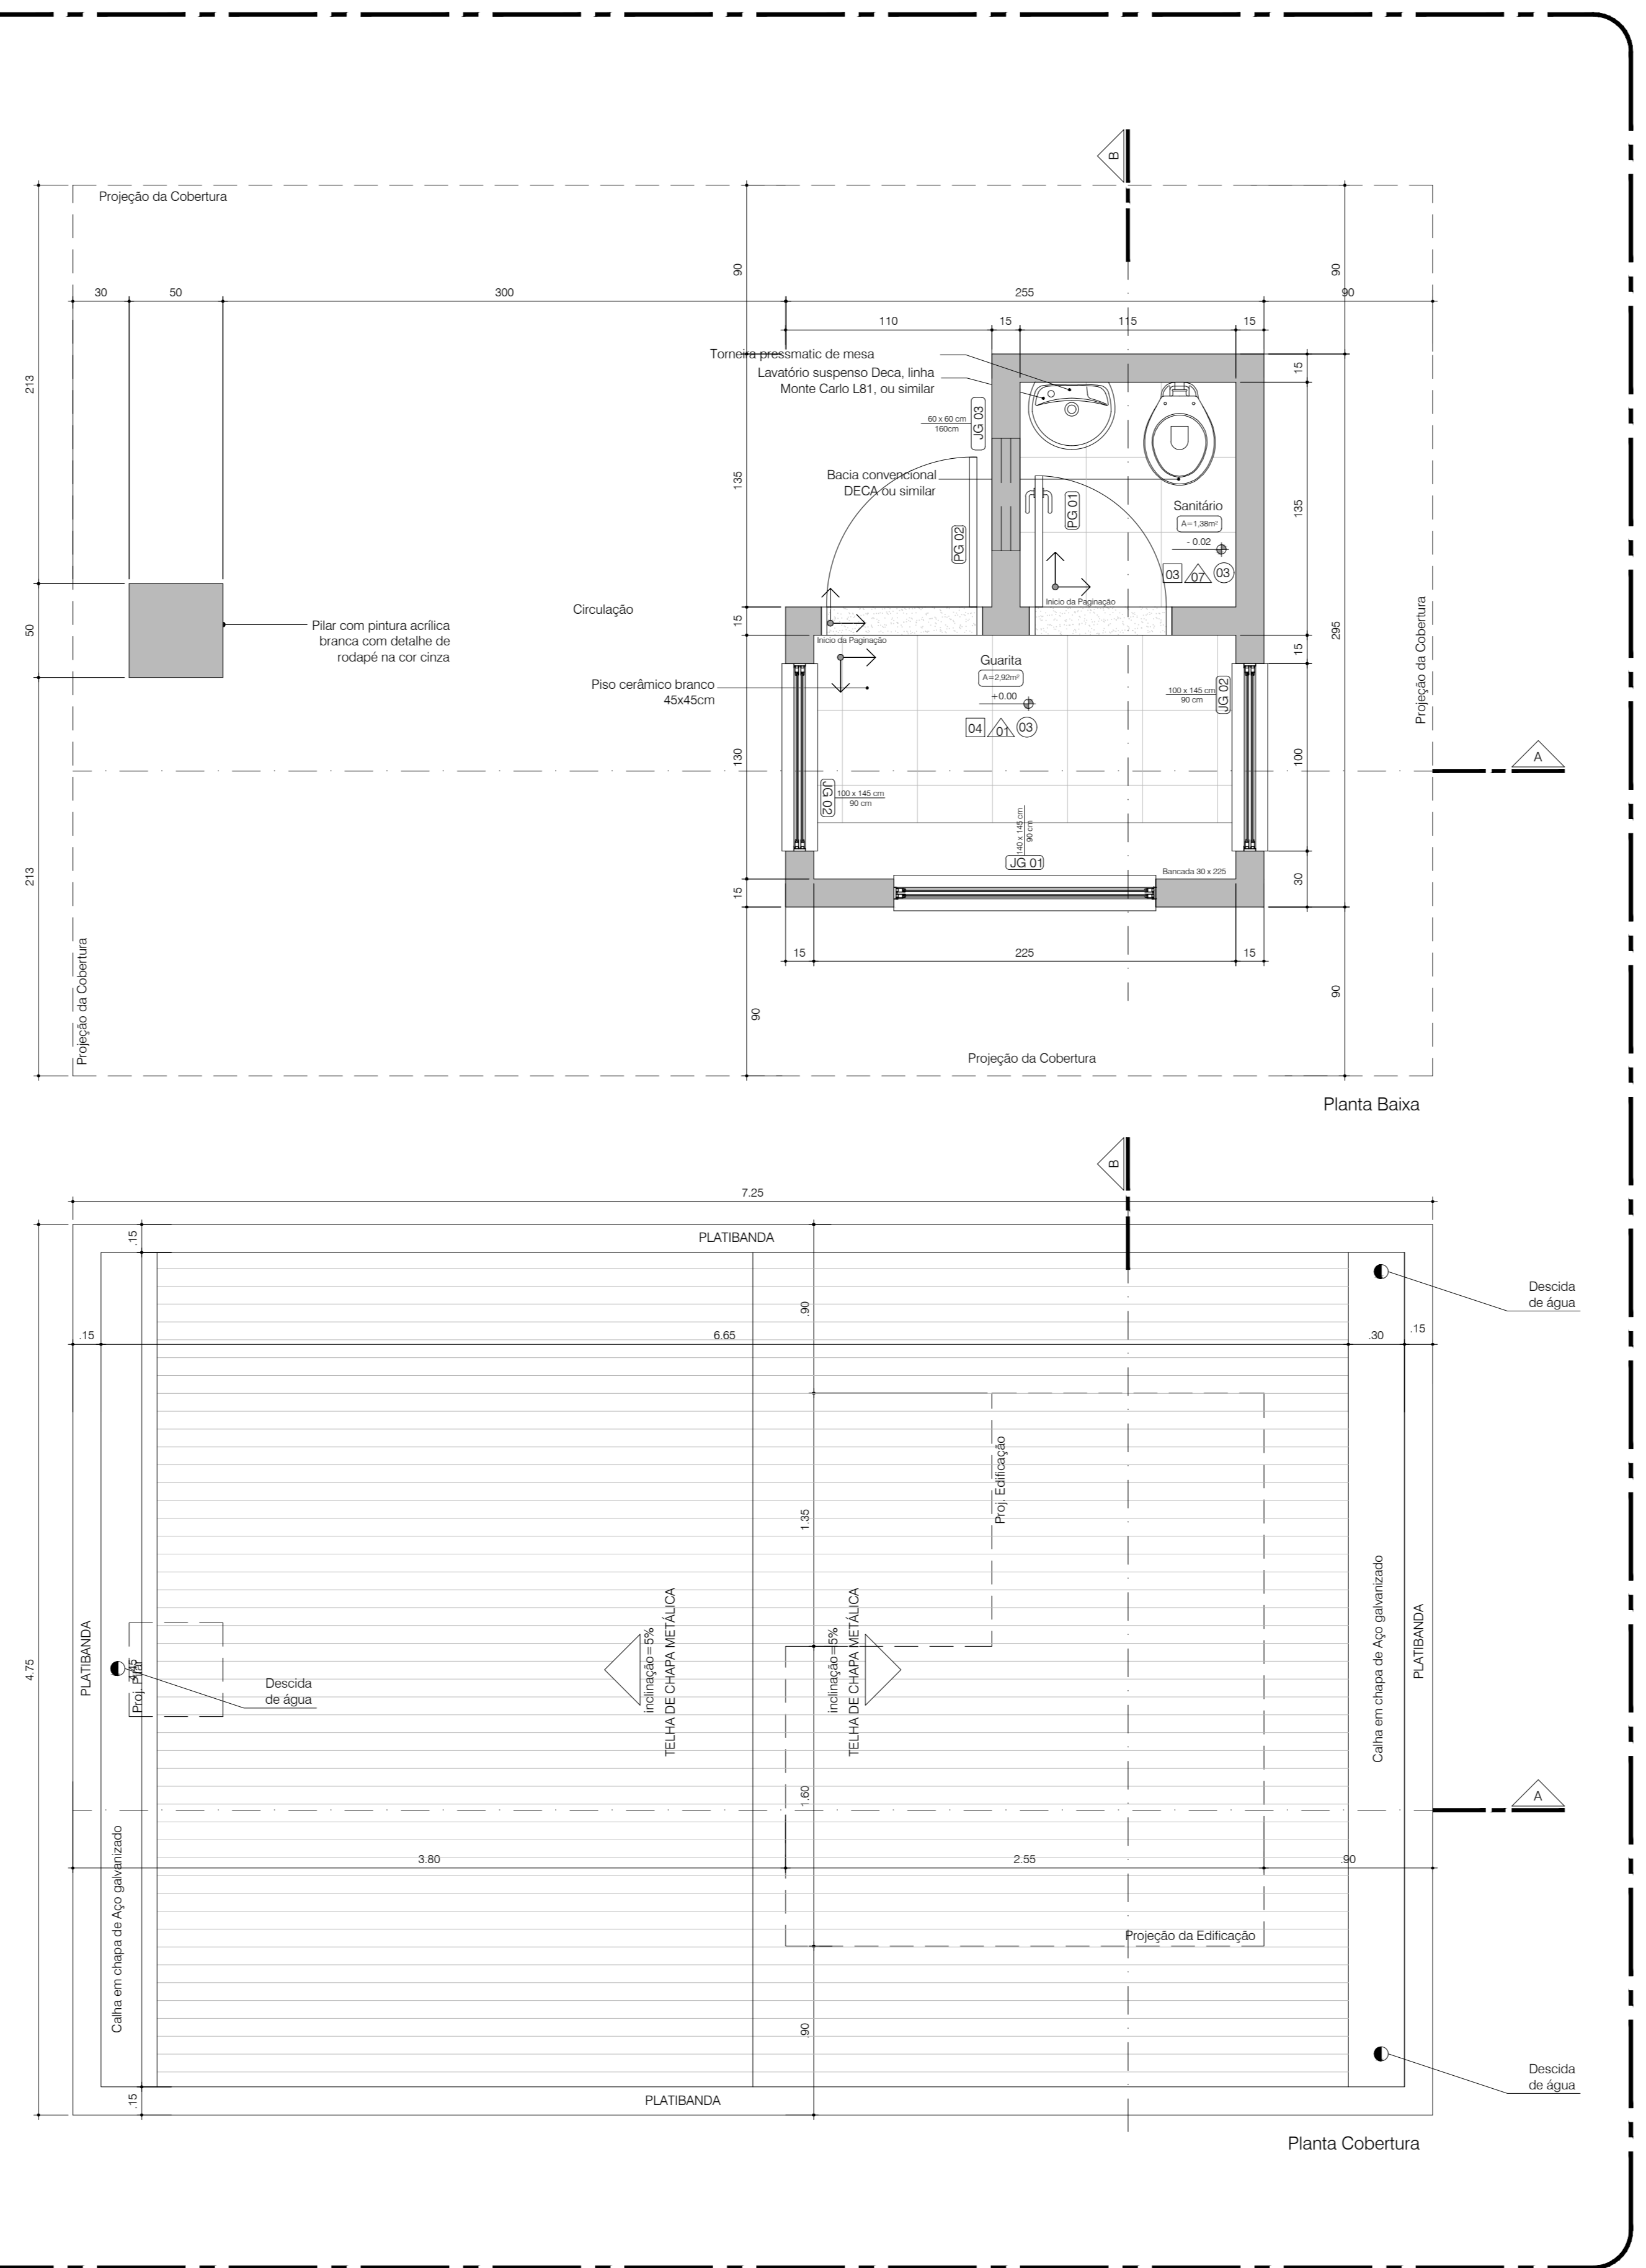 B
Projeção da Cobertura
90
90
30
50
300
255
90
110
15
115
15
213
Torneira pressmatic de mesa
Lavatório suspenso Deca, linha
Monte Carlo L81, ou similar
15
60 x 60 cm
160cm
JG 03
135
Bacia convencional
DECA ou similar
PG 01
PG 02
Sanitário
A=1,38m²
- 0.02
03
07
03
135
Inicio da Paginação
Circulação
50
Pilar com pintura acrílica
branca com detalhe de
rodapé na cor cinza
15
Inicio da Paginação
295
15
Projeção da Cobertura
Guarita
A=2,92m²
+0.00
04
01
03
Piso cerâmico branco
45x45cm
100 x 145 cm
90 cm
JG 02
130
100
A
JG 02
100 x 145 cm
90 cm
140 x 145 cm
90 cm
JG 01
Bancada 30 x 225
213
15
30
15
225
15
Projeção da Cobertura
90
90
Projeção da Cobertura
Planta Baixa
B
7.25
.15
PLATIBANDA
Descida
de água
.90
.15
6.65
.30
.15
Proj. Edificação
1.35
4.75
PLATIBANDA
Proj. Pilar
Descida
de água
inclinação=5%
TELHA DE CHAPA METÁLICA
inclinação=5%
TELHA DE CHAPA METÁLICA
Calha em chapa de Aço galvanizado
PLATIBANDA
1.60
A
Calha em chapa de Aço galvanizado
3.80
2.55
.90
Projeção da Edificação
.90
Descida
de água
.15
PLATIBANDA
Planta Cobertura